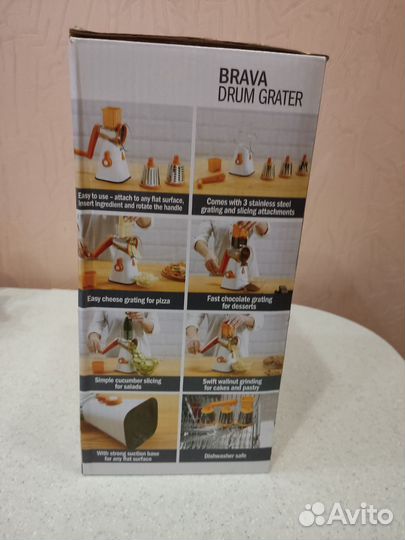 BRAVA
DRUM GRATER
Easy to use – attach to any flat surface,
insert ingredient and rotate the handle
Comes with 3 stainless steel
grating and slicing attachments
Easy cheese grating for pizza
Fast chocolate grating
for desserts
Simple cucumber slicing
for salads
Swift wallnut grinding
for cakes and pastry
With strong suction base
for any flat surface
Dishwasher safe
Avito